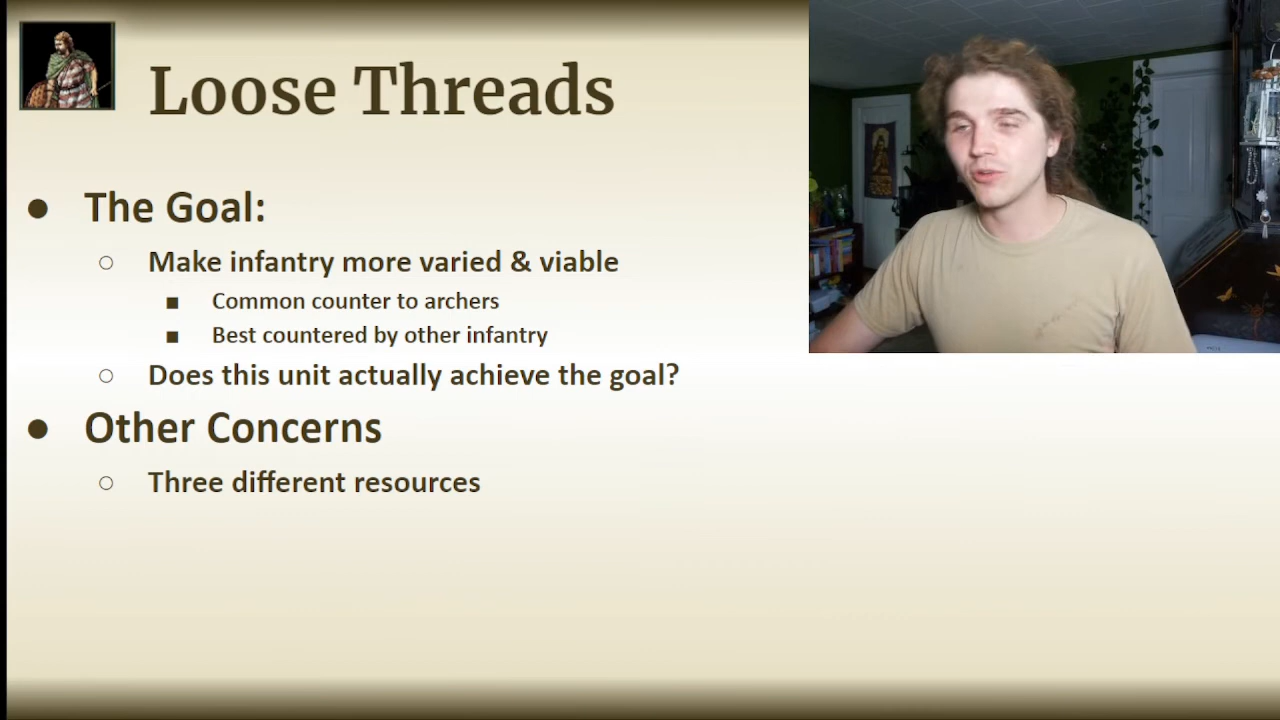 Loose Threads
● The Goal:
○ Make infantry more varied & viable
■ Common counter to archers
■ Best countered by other infantry
○ Does this unit actually achieve the goal?
● Other Concerns
○ Three different resources